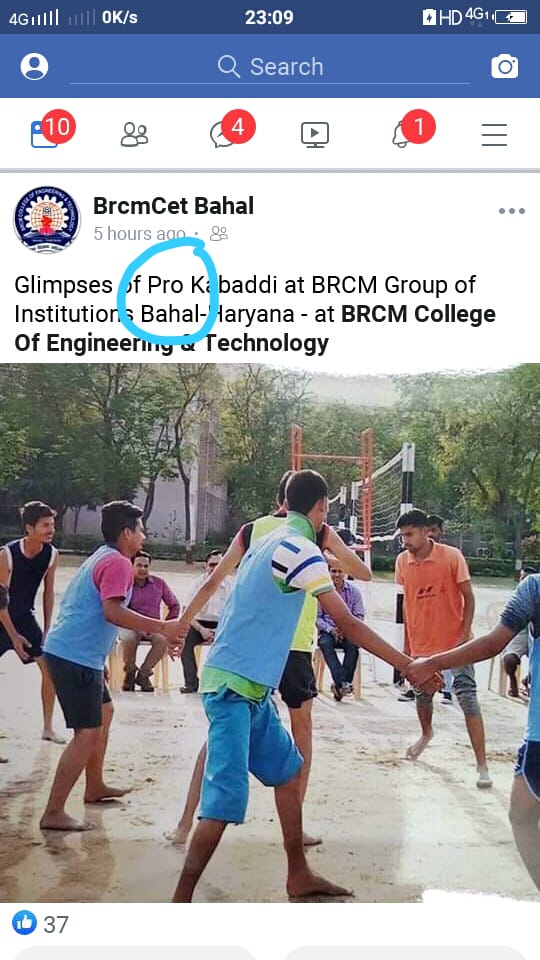 4G 0K/s 23:09 HD 4G
Search
10 4 1
BrcmCet Bahal
5 hours ago ·
Glimpses of Pro Kabaddi at BRCM Group of
Institutions Bahal-Haryana - at BRCM College
Of Engineering & Technology
37